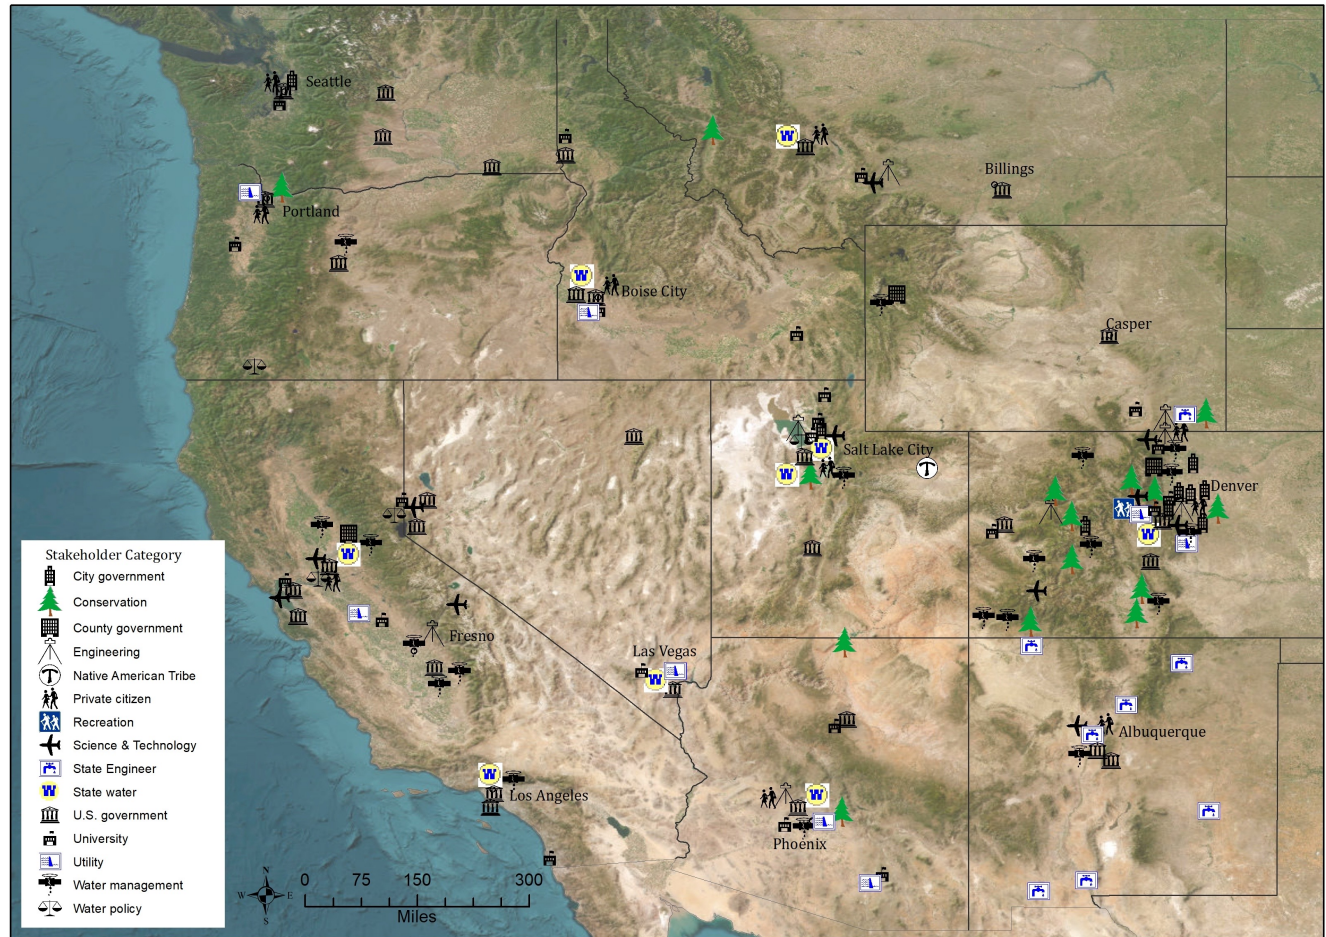 Seattle
Billings
Portland
Boise City
Casper
Salt Lake City
Denver
Stakeholder Category
City government
Conservation
County government
Engineering
Native American Tribe
Private citizen
Recreation
Science & Technology
State Engineer
State water
U.S. government
University
Utility
Water management
Water policy
Fresno
Las Vegas
Albuquerque
Los Angeles
Phoenix
N
W
E
S
0 75 150 300
Miles